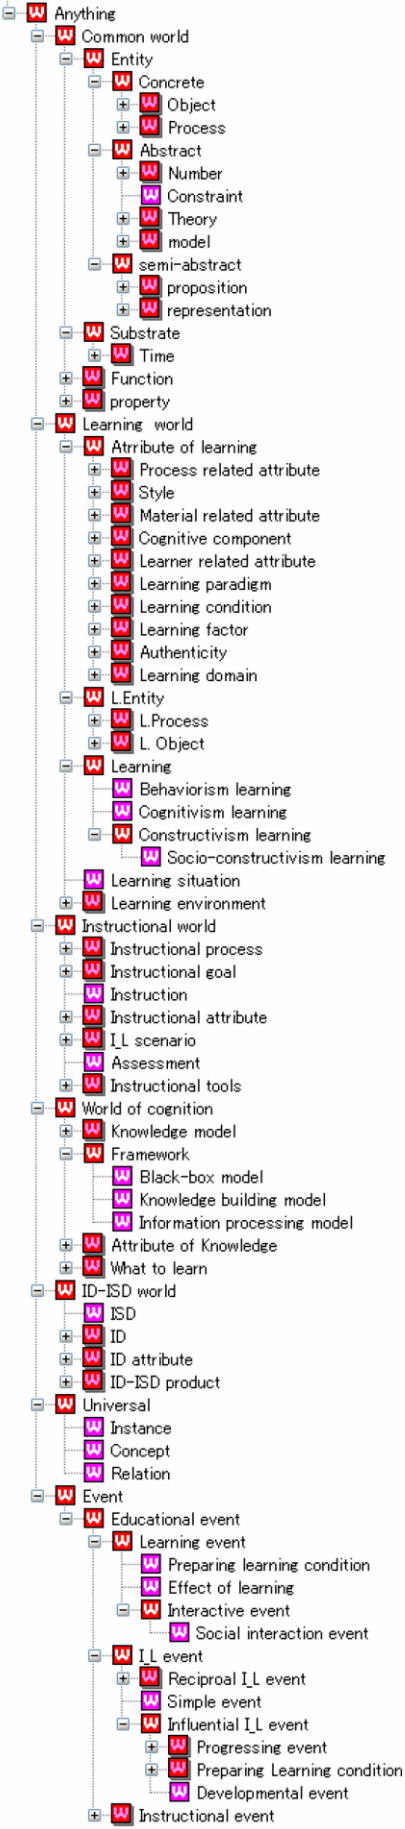 Anything
Common world
Entity
Concrete
Object
Process
Abstract
Number
Constraint
Theory
model
semi-abstract
proposition
representation
Substrate
Time
Function
property
Learning world
Atrribute of learning
Process related attribute
Style
Material related attribute
Cognitive component
Learner related attribute
Learning paradigm
Learning condition
Learning factor
Authenticity
Learning domain
L.Entity
L.Process
L. Object
Learning
Behaviorism learning
Cognitivism learning
Constructivism learning
Socio-constructivism learning
Learning situation
Learning environment
Instructional world
Instructional process
Instructional goal
Instruction
Instructional attribute
I_L scenario
Assessment
Instructional tools
World of cognition
Knowledge model
Framework
Black-box model
Knowledge building model
Information processing model
Attribute of Knowledge
What to learn
ID-ISD world
ISD
ID
ID attribute
ID-ISD product
Universal
Instance
Concept
Relation
Event
Educational event
Learning event
Preparing learning condition
Effect of learning
Interactive event
Social interaction event
I_L event
Reciproal I_L event
Simple event
Influential I_L event
Progressing event
Preparing Learning condition
Developmental event
Instructional event